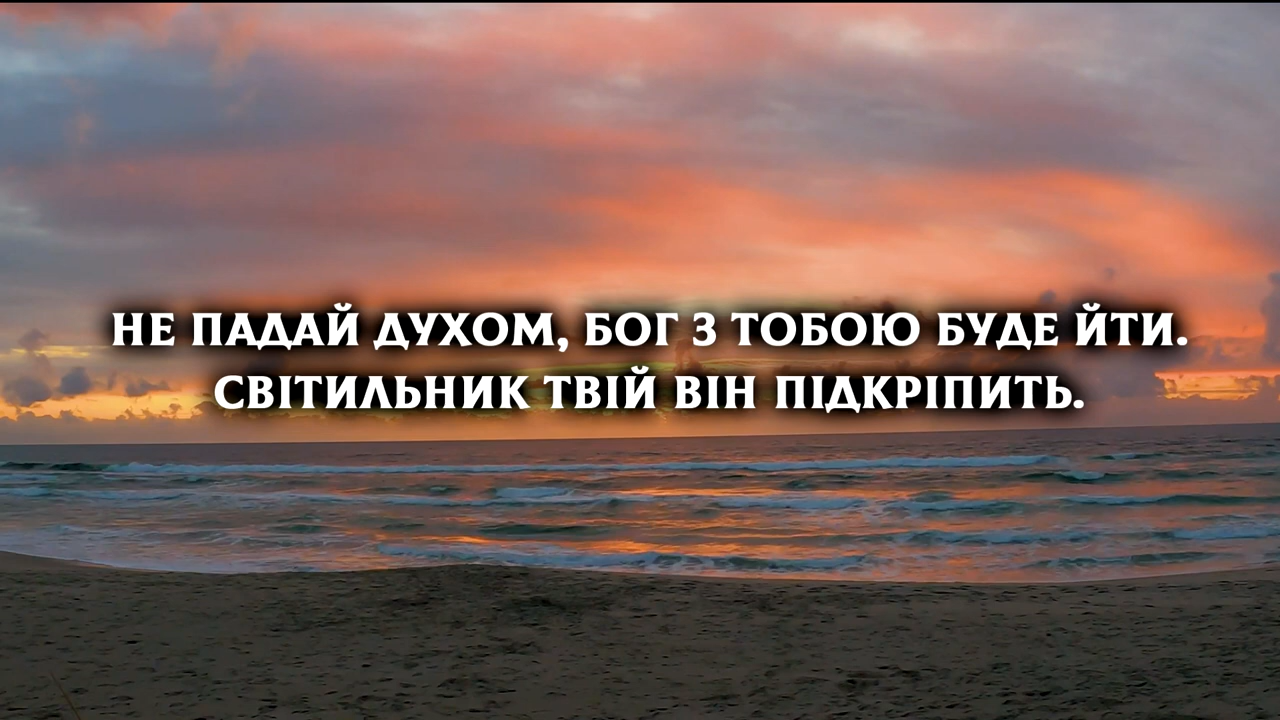 НЕ ПАДАЙ ДУХОМ, БОГ З ТОБОЮ БУДЕ ЙТИ.
СВІТИЛЬНИК ТВІЙ ВІН ПІДКРІПИТЬ.